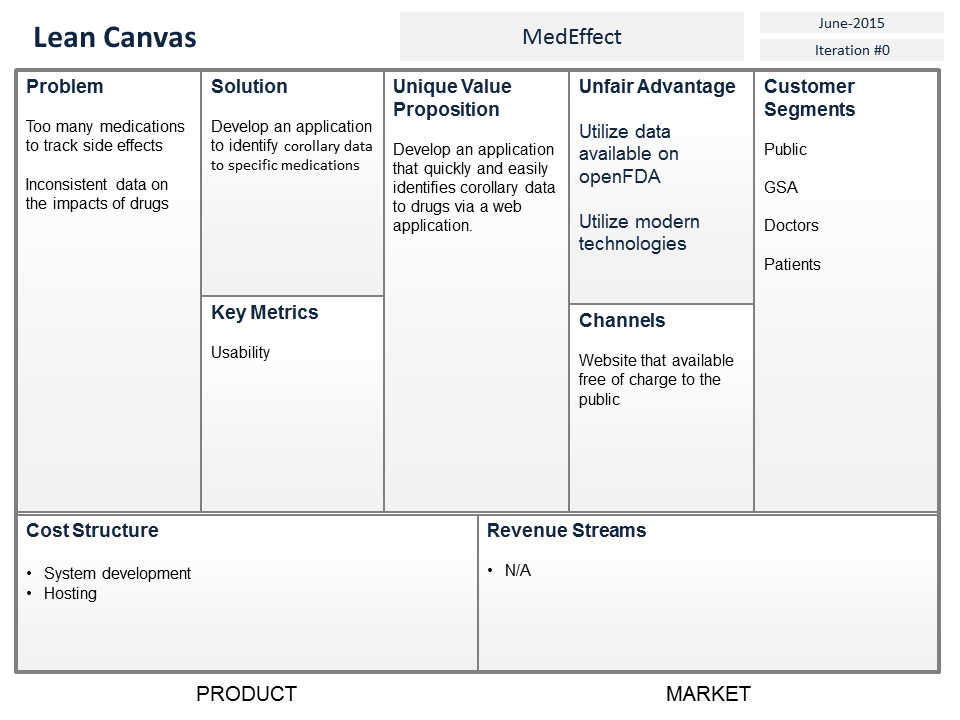 Lean Canvas
MedEffect
June-2015
Iteration #0
Problem
Too many medications
to track side effects
Inconsistent data on
the impacts of drugs
Solution
Develop an application
to identify corollary data
to specific medications
Key Metrics
Usability
Unique Value
Proposition
Develop an application
that quickly and easily
identifies corollary data
to drugs via a web
application.
Unfair Advantage
Utilize data
available on
openFDA
Utilize modern
technologies
Channels
Website that available
free of charge to the
public
Customer
Segments
Public
GSA
Doctors
Patients
Cost Structure
• System development
• Hosting
Revenue Streams
• N/A
PRODUCT
MARKET